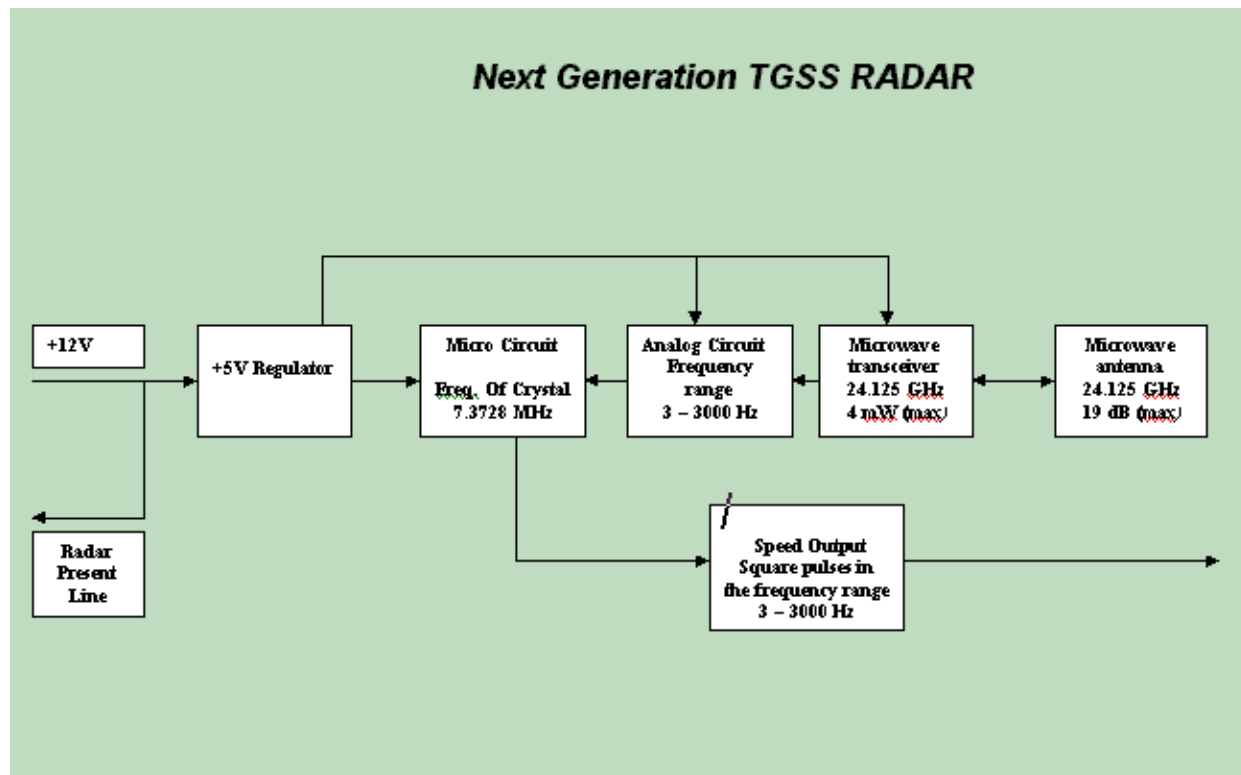 Next Generation TGSS RADAR
+12V
+5V Regulator
Micro Circuit
Freq. Of Crystal
7.3728 MHz
Analog Circuit
Frequency
range
3 – 3000 Hz
Microwave
transceiver
24.125 GHz
4 mW (max)
Microwave
antenna
24.125 GHz
19 dB (max)
Radar
Present
Line
Speed Output
Square pulses in
the frequency range
3 – 3000 Hz